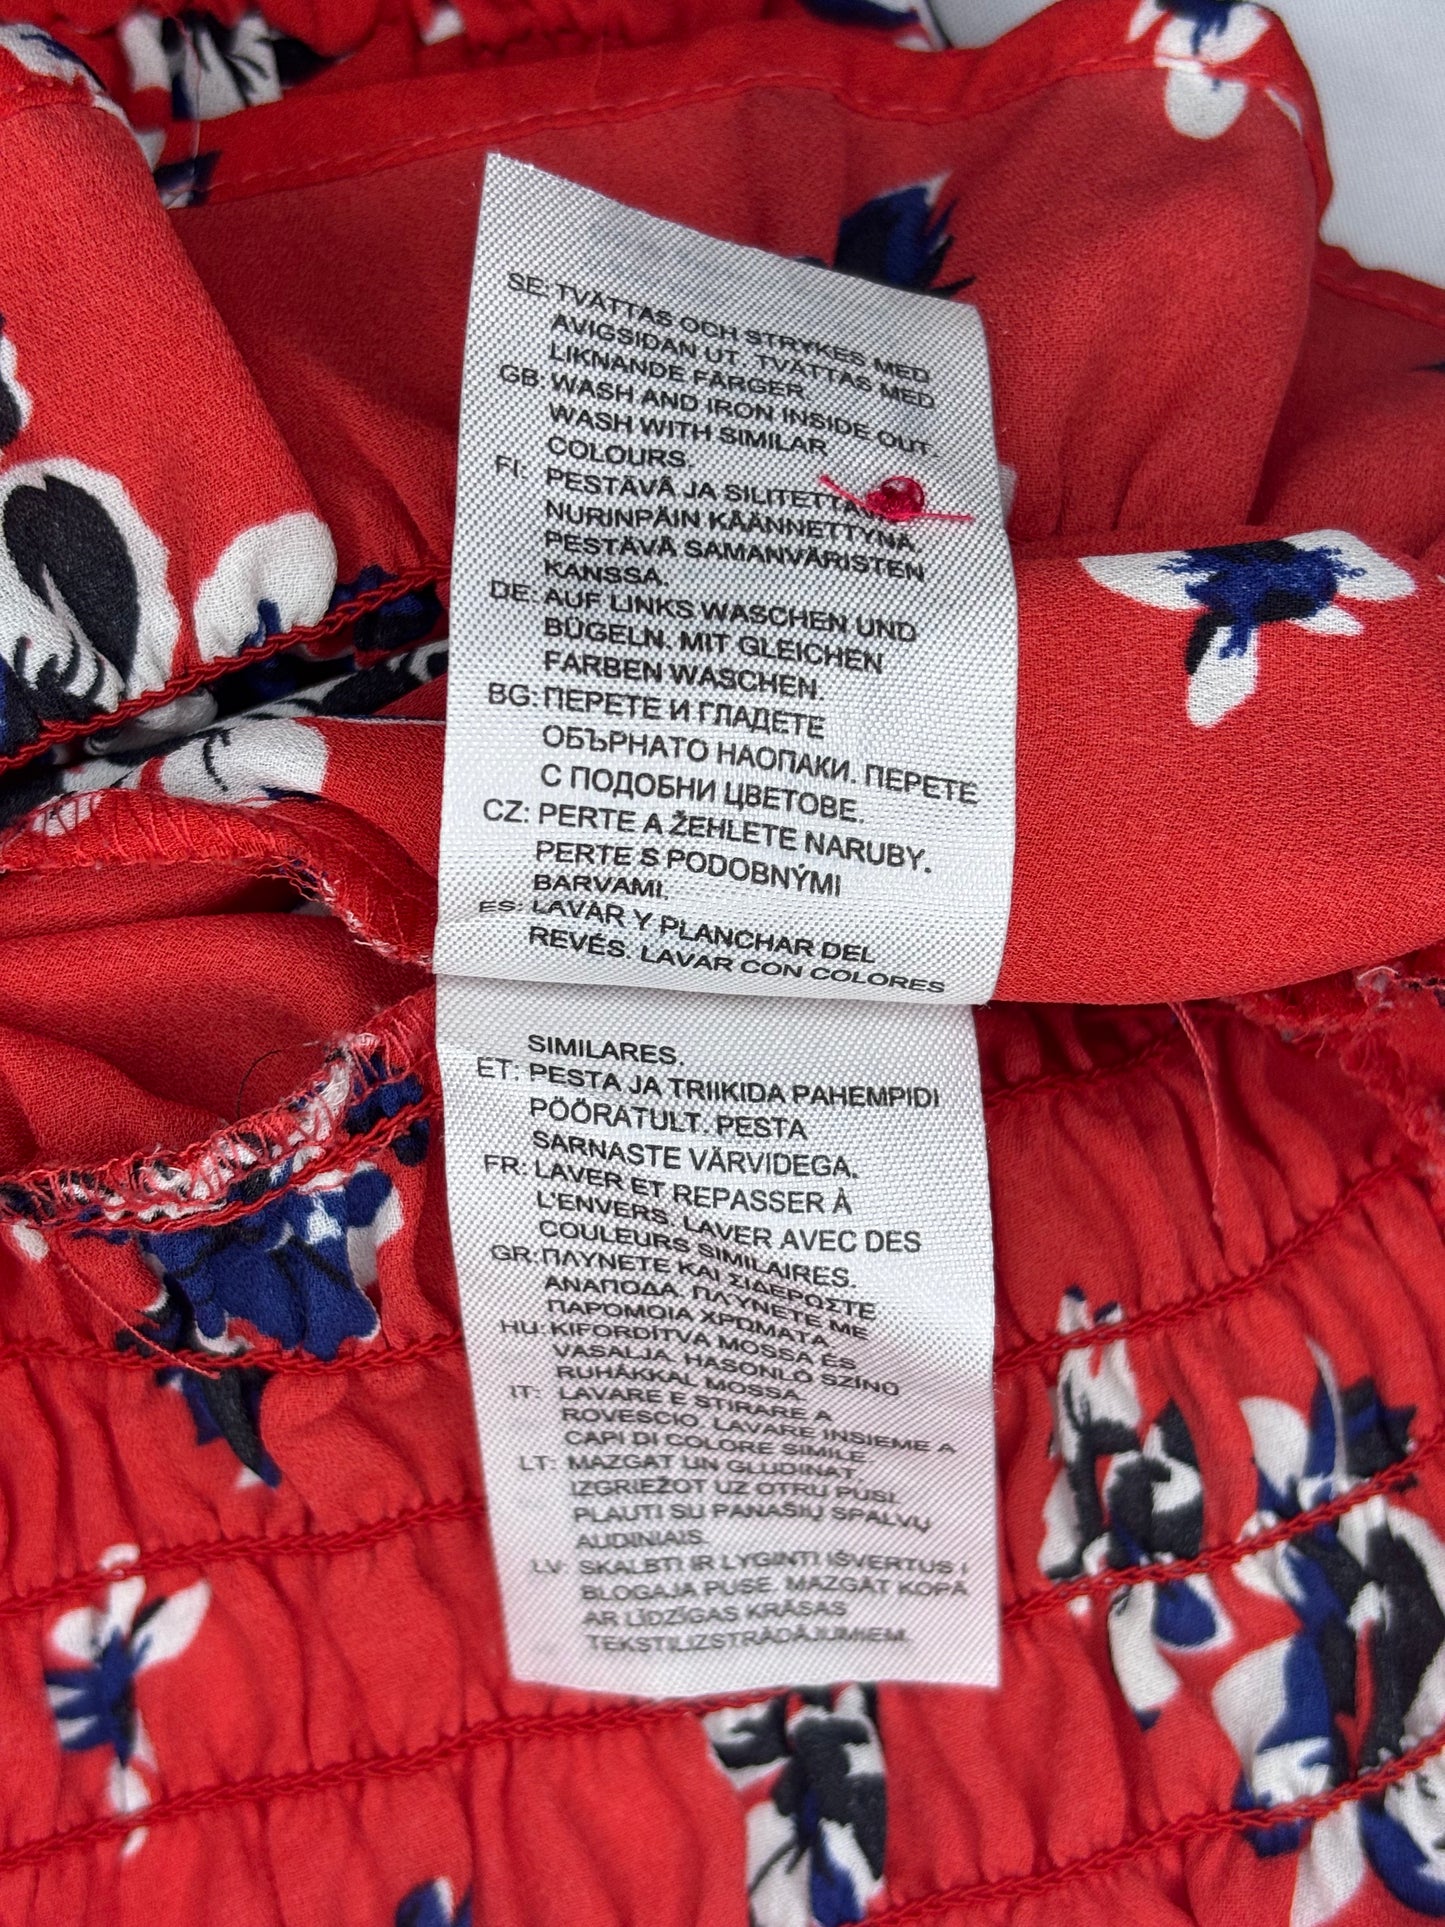 SE: TVÄTTAS OCH STRYKES MED
AVIGSIDAN UT. TVÄTTAS MED
LIKNANDE FÄRGER.
GB: WASH AND IRON INSIDE OUT.
WASH WITH SIMILAR
COLOURS.
FI: PESTÄVÄ JA
NURINPÄIN KÄÄNNETTYNÄ.
PESTÄVÄ SAMANVÄRISTEN
KANSSA.
DE: AUF LINKS WASCHEN UND
BÜGELN. MIT GLEICHEN
FARBEN WASCHEN.
BG: ПЕРЕТЕ И ГЛАДЕТЕ
ОБЪРНАТО НАОПАКИ. ПЕРЕТЕ
С ПОДОБНИ ЦВЕТОВЕ.
CZ: PERTE A ŽEHLETE NARUBY.
PERTE S PODOBNÝMI
BARVAMI.
ES: LAVAR Y PLANCHAR DEL
REVÉS. LAVAR CON COLORES
SIMILARES.
ET: PESTA JA TRIIKIDA PAHEMPIDI
PÖÖRATULT. PESTA
SARNASTE VÄRVIDEGA.
FR: LAVER ET REPASSER À
L'ENVERS. LAVER AVEC DES
COULEURS SIMILAIRES.
GR: ΠΛΥΝΕΤΕ ΚΑΙ ΣΙΔΕΡΩΣΤΕ
ΑΝΑΠΟΔΑ. ΠΛΥΝΕΤΕ ΜΕ
ΠΑΡΟΜΟΙΑ ΧΡΩΜΑΤΑ
HU: KIFORDÍTVA MOSSA ÉS
VASALJA. HASONLÓ SZÍNŰ
RUHÁKKAL MOSSA.
IT: LAVARE E STIRARE A
ROVESCIO. LAVARE INSIEME A
CAPI DI COLORE SIMILE.
LT: MAZGĀT UN GLUDINĀT,
IZGRIEŽOT UZ OTRU PUSI.
PLAUTI SU PANAŠIŲ SPALVŲ
AUDINIAIS.
LV: SKALBTI IR LYGINTI IŠVERTUS Į
BLOGĄJĄ PUSĘ. MAZGĀT KOPĀ
AR LĪDZĪGAS KRĀSAS
TEKSTILIZSTRĀDĀJUMIEM.